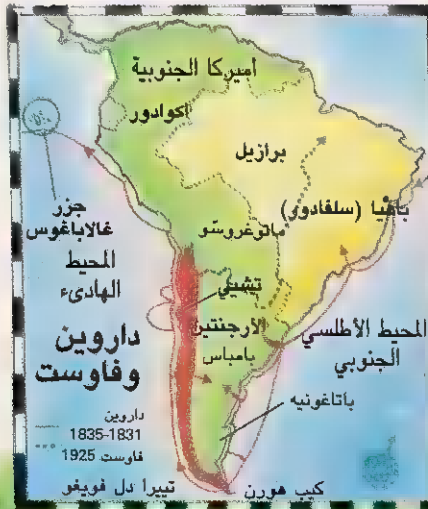 أميركا الجنوبية
اكوادور
برازيل
جزر
غالاباغوس
باهيا (سلفادور)
ماتوغروسو
المحيط
الهادىء
تشيلي
الأرجنتين
بامباس
المحيط الأطلسي
الجنوبي
داروين
وفاوست
باتاغونيه
داروين
1835-1831
فاوست 1925
تييرا دل فويغو
كيب هورن